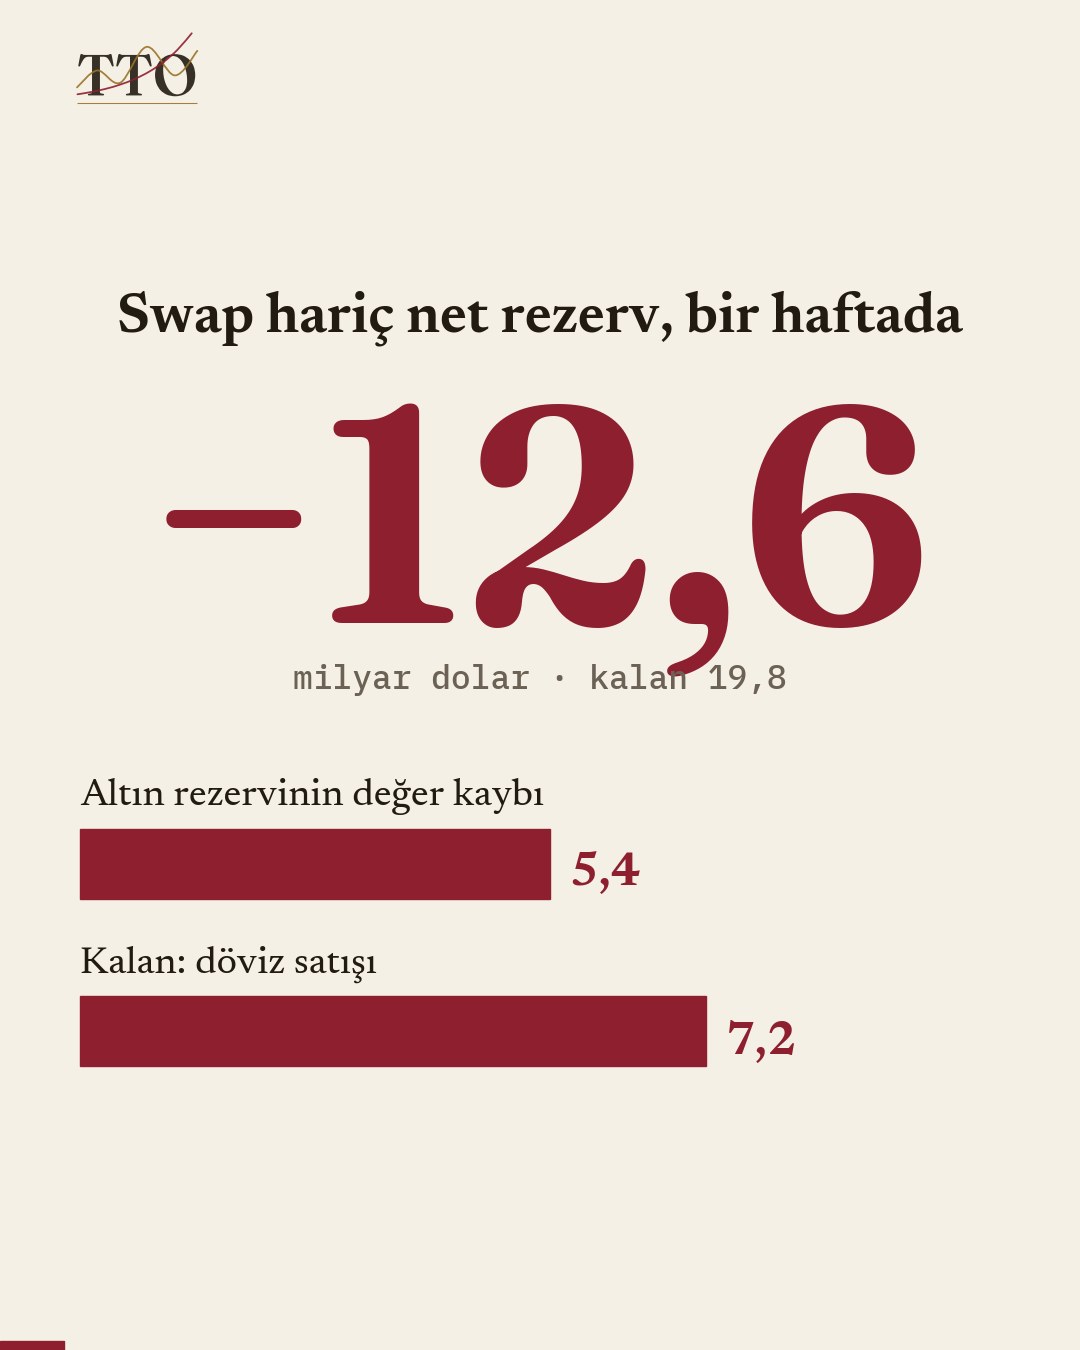 TTO
Swap hariç net rezerv, bir haftada
−12,6
milyar dolar · kalan 19,8
Altın rezervinin değer kaybı
5,4
Kalan: döviz satışı
7,2